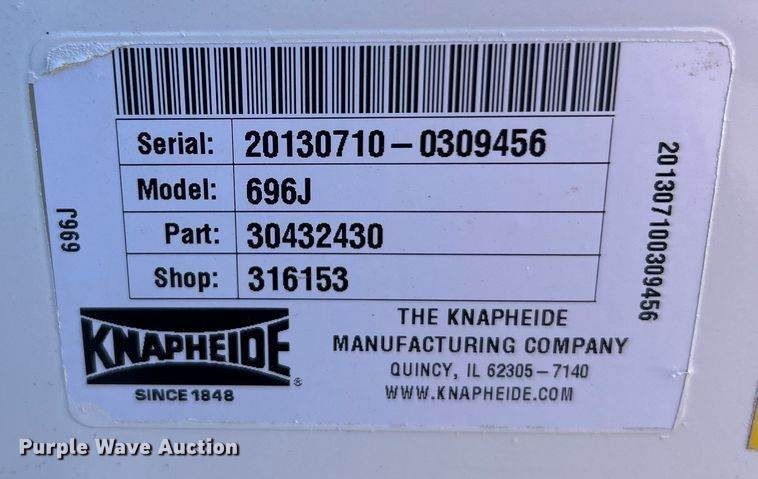 Serial: 20130710-0309456
Model: 696J
Part: 30432430
Shop: 316153
696J
201307100309456
KNAPHEIDE®
SINCE 1848
THE KNAPHEIDE
MANUFACTURING COMPANY
QUINCY, IL 62305-7140
WWW.KNAPHEIDE.COM
Purple Wave Auction